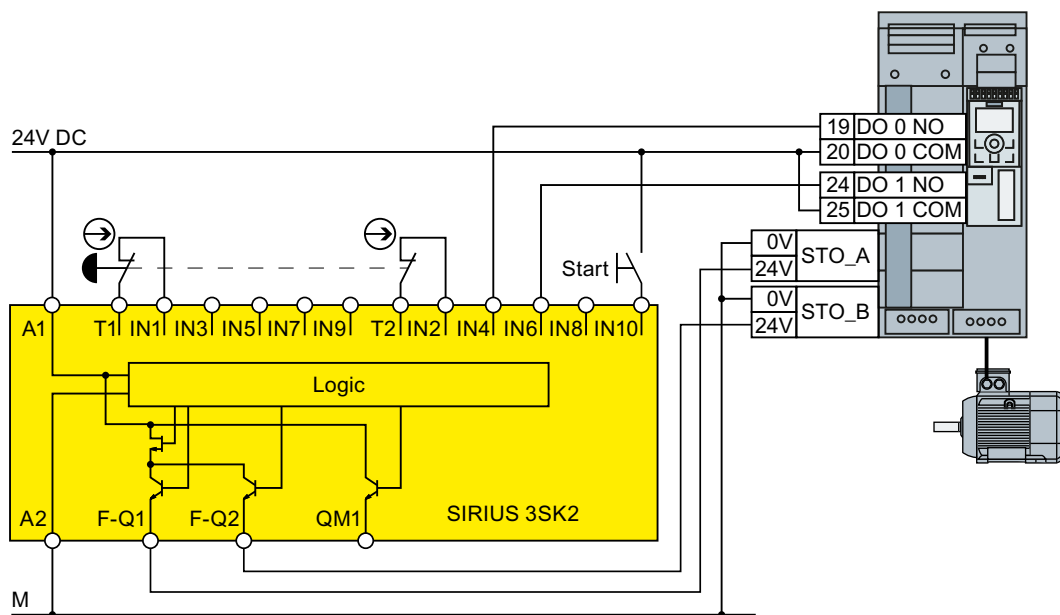 24V DC
19 DO 0 NO
20 DO 0 COM
24 DO 1 NO
25 DO 1 COM
0V STO_A
24V
0V STO_B
24V
Start
A1 T1 IN1 IN3 IN5 IN7 IN9 T2 IN2 IN4 IN6 IN8 IN10
Logic
A2 F-Q1 F-Q2 QM1 SIRIUS 3SK2
M